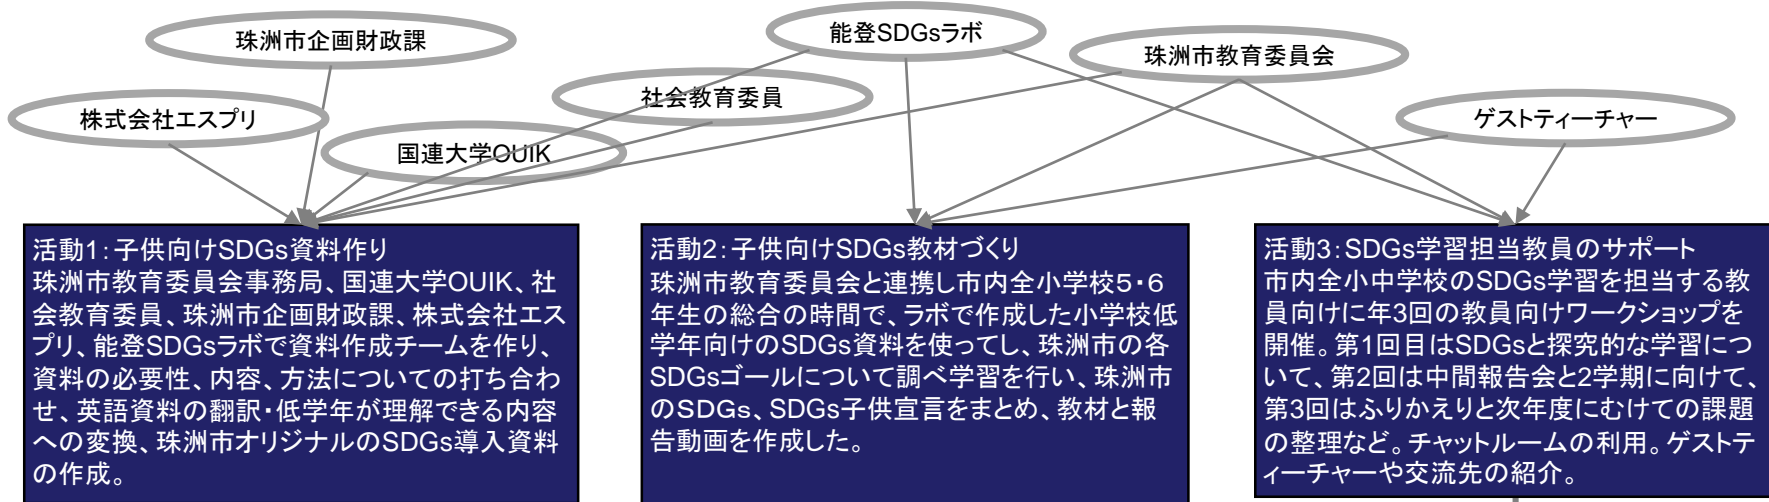 能登SDGsラボ
珠洲市企画財政課
珠洲市教育委員会
社会教育委員
株式会社エスプリ
ゲストティーチャー
国連大学OUIK
活動1：子供向けSDGs資料作り
珠洲市教育委員会事務局、国連大学OUIK、社
会教育委員、珠洲市企画財政課、株式会社エス
プリ、能登SDGsラボで資料作成チームを作り、
資料の必要性、内容、方法についての打ち合わ
せ、英語資料の翻訳・低学年が理解できる内容
への変換、珠洲市オリジナルのSDGs導入資料
の作成。
活動2：子供向けSDGs教材づくり
珠洲市教育委員会と連携し市内全小学校５・６
年生の総合の時間で、ラボで作成した小学校低
学年向けのSDGs資料を使ってし、珠洲市の各
SDGsゴールについて調べ学習を行い、珠洲市
のＳＤＧｓ、SDGs子供宣言をまとめ、教材と報
告動画を作成した。
活動3：SDGs学習担当教員のサポート
市内全小中学校のSDGs学習を担当する教
員向けに年3回の教員向けワークショップを
開催。第1回目はSDGsと探究的な学習につ
いて、第2回は中間報告会と2学期に向けて、
第3回はふりかえりと次年度にむけての課題
の整理など。チャットルームの利用。ゲストテ
ィーチャーや交流先の紹介。